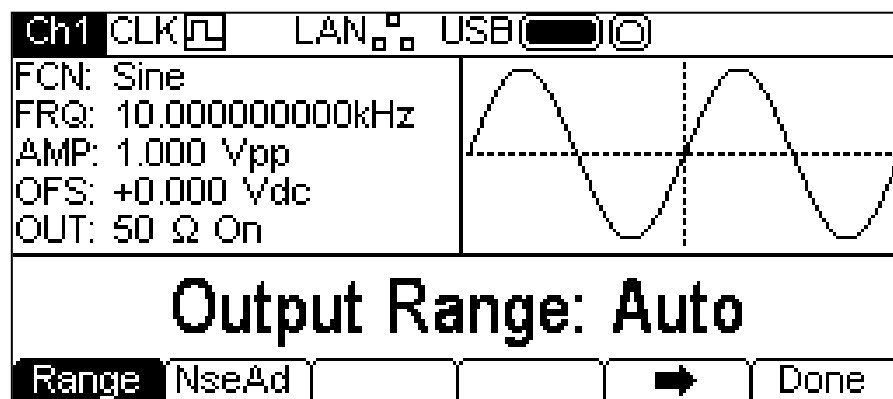 Ch1 CLK LAN USB
FCN: Sine
FRQ: 10.000000000kHz
AMP: 1.000 Vpp
OFS: +0.000 Vdc
OUT: 50 Ω On
Output Range: Auto
Range NseAd Done